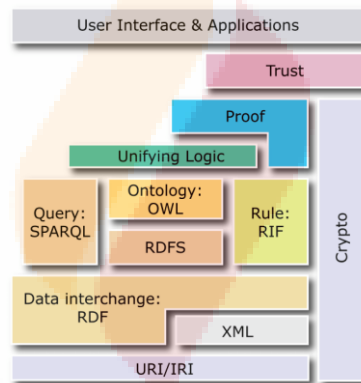 User Interface & Applications
Trust
Proof
Unifying Logic
Query:
SPARQL
Ontology:
OWL
RDFS
Rule:
RIF
Crypto
Data interchange:
RDF
XML
URI/IRI